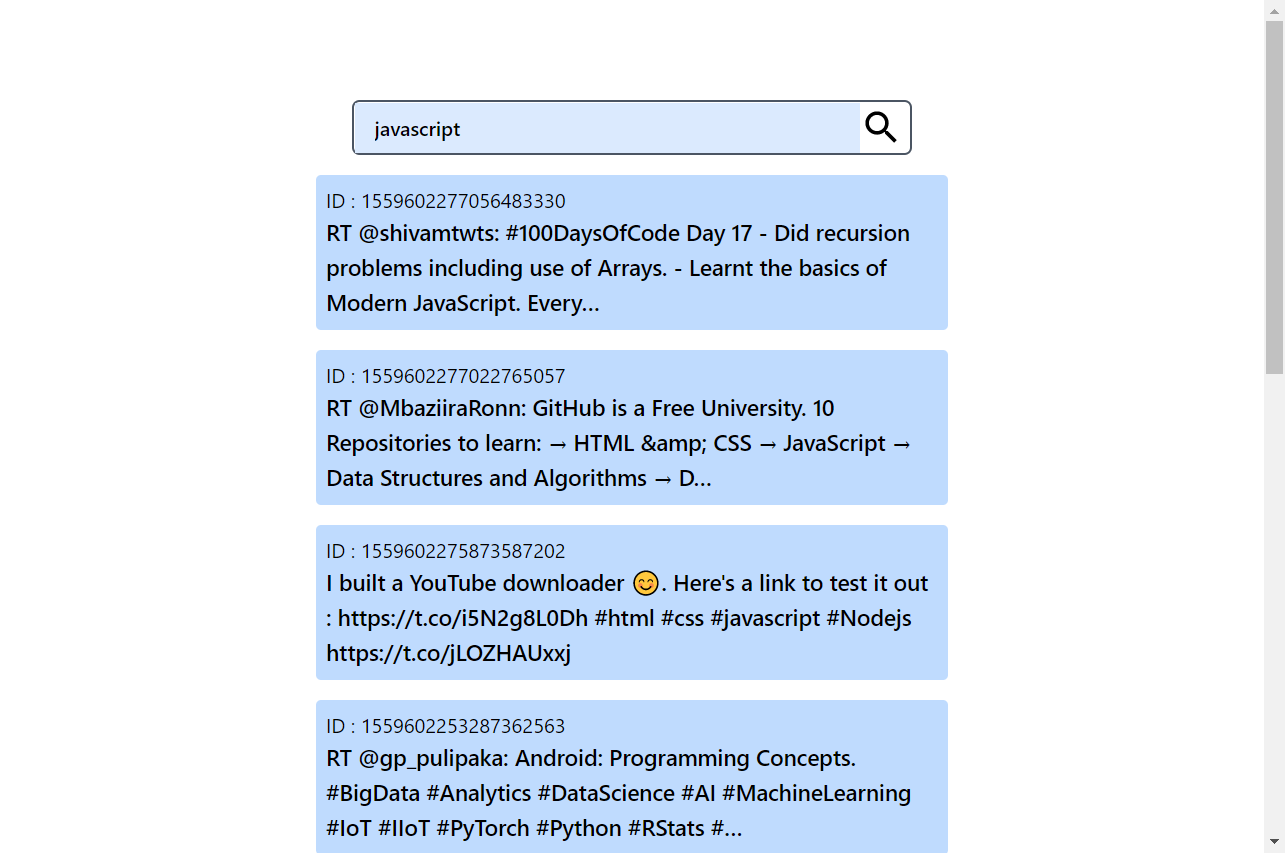 javascript
ID : 1559602277056483330
RT @shivamtwts: #100DaysOfCode Day 17 - Did recursion
problems including use of Arrays. - Learnt the basics of
Modern JavaScript. Every…
ID : 1559602277022765057
RT @MbaziiraRonn: GitHub is a Free University. 10
Repositories to learn: → HTML &amp; CSS → JavaScript →
Data Structures and Algorithms → D…
ID : 1559602275873587202
I built a YouTube downloader 😊. Here's a link to test it out
: https://t.co/i5N2g8L0Dh #html #css #javascript #Nodejs
https://t.co/jLOZHAUxxj
ID : 1559602253287362563
RT @gp_pulipaka: Android: Programming Concepts.
#BigData #Analytics #DataScience #AI #MachineLearning
#IoT #IIoT #PyTorch #Python #RStats #…